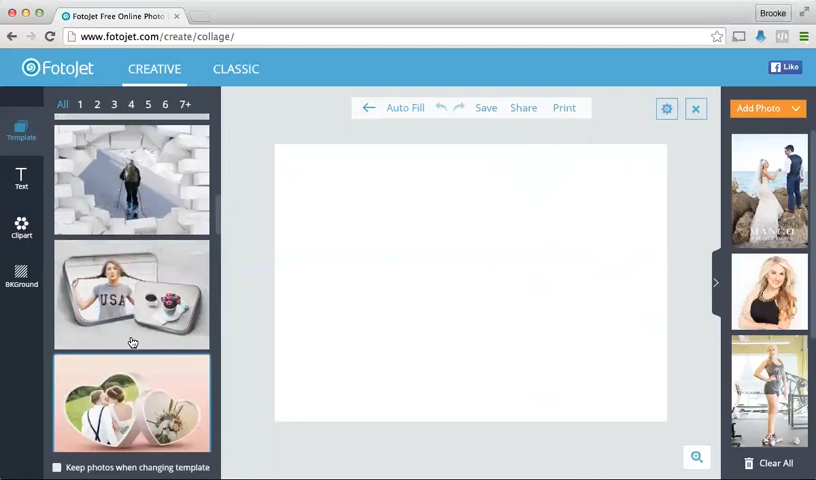 FotoJet Free Online Photo
Brooke
www.fotojet.com/create/collage/
FOTOJET
CREATIVE
CLASSIC
Like
All 1 2 3 4 5 6 7+
Auto Fill
Save
Share
Print
Add Photo
Template
Text
Clipart
BKGround
USA
MANGO
Keep photos when changing template
Clear All